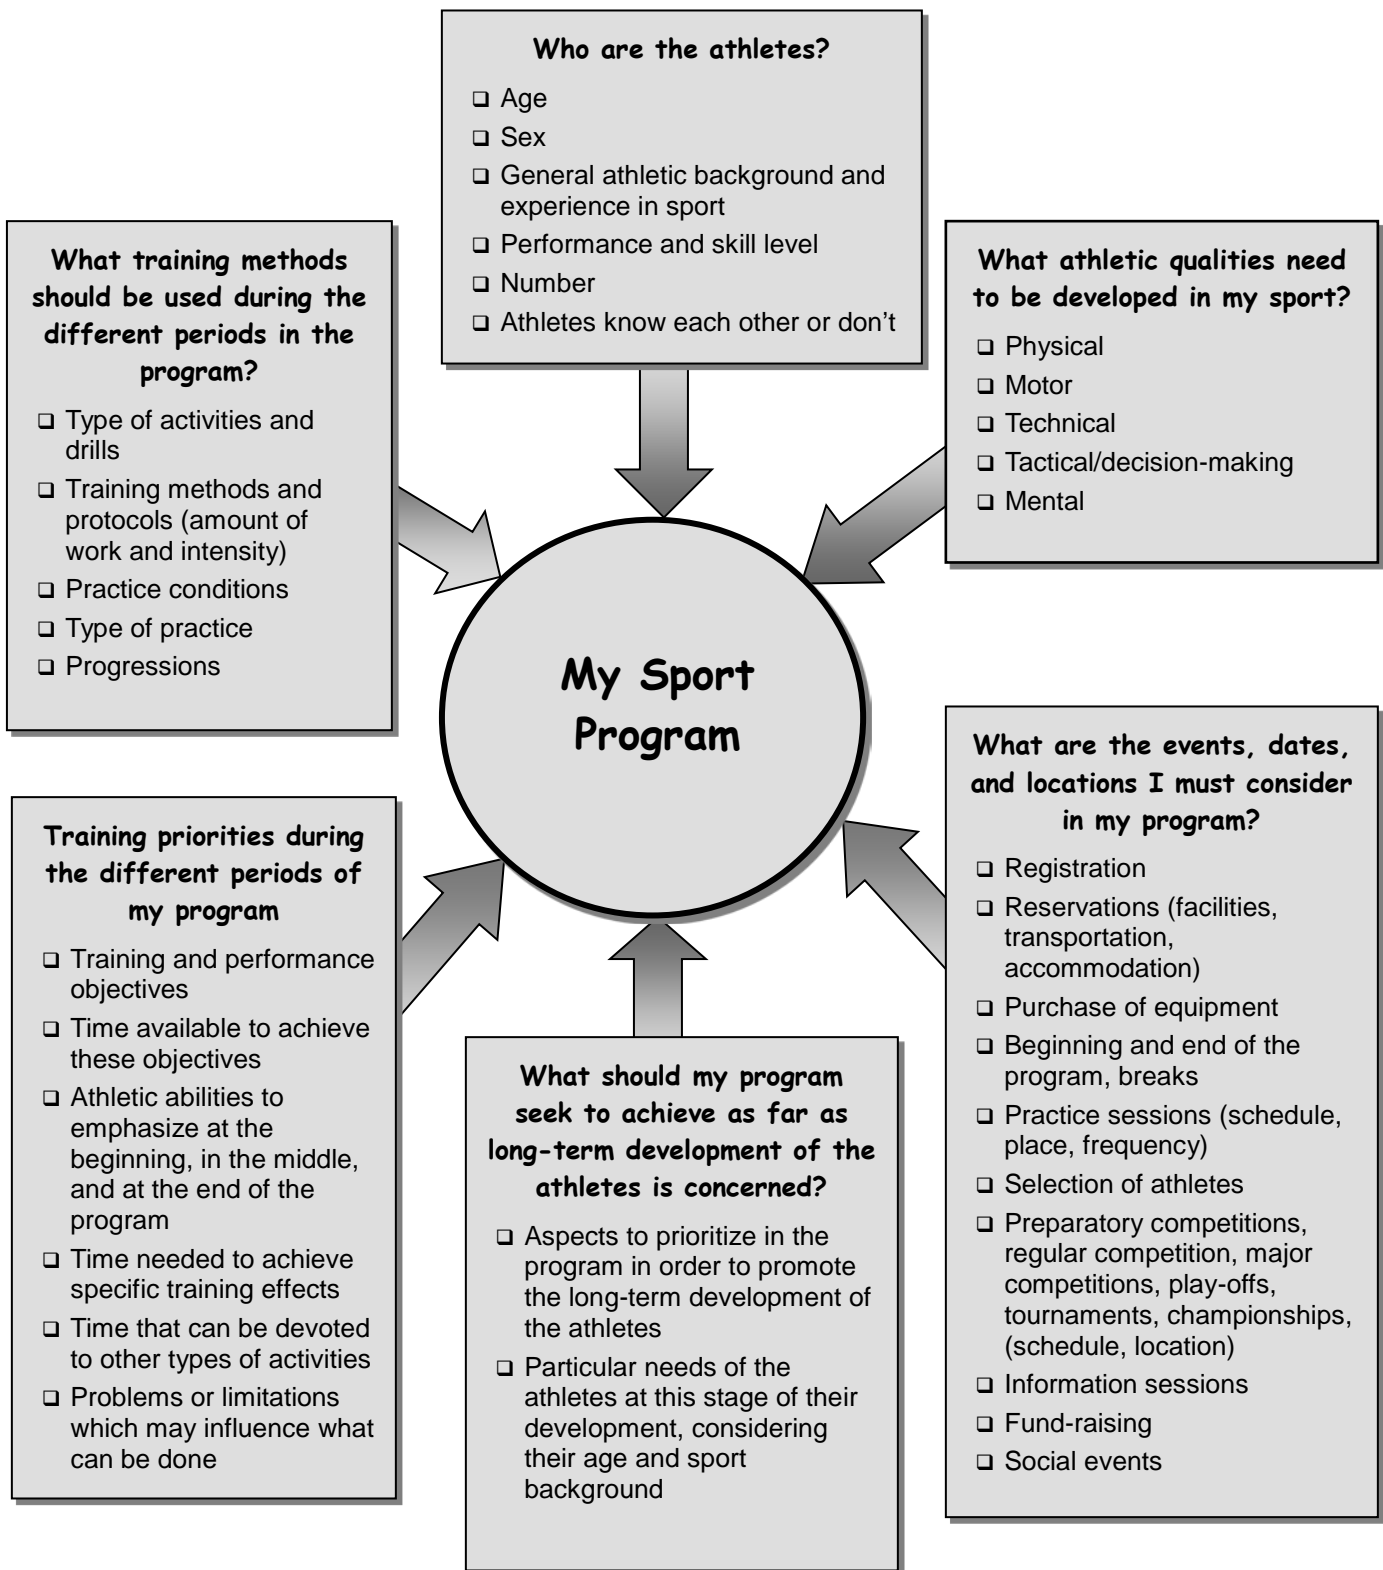 Who are the athletes?
❑ Age
❑ Sex
❑ General athletic background and
experience in sport
❑ Performance and skill level
❑ Number
❑ Athletes know each other or don’t
What training methods
should be used during the
different periods in the
program?
❑ Type of activities and
drills
❑ Training methods and
protocols (amount of
work and intensity)
❑ Practice conditions
❑ Type of practice
❑ Progressions
What athletic qualities need
to be developed in my sport?
❑ Physical
❑ Motor
❑ Technical
❑ Tactical/decision-making
❑ Mental
My Sport
Program
Training priorities during
the different periods of
my program
❑ Training and performance
objectives
❑ Time available to achieve
these objectives
❑ Athletic abilities to
emphasize at the
beginning, in the middle,
and at the end of the
program
❑ Time needed to achieve
specific training effects
❑ Time that can be devoted
to other types of activities
❑ Problems or limitations
which may influence what
can be done
What should my program
seek to achieve as far as
long-term development of the
athletes is concerned?
❑ Aspects to prioritize in the
program in order to promote
the long-term development of
the athletes
❑ Particular needs of the
athletes at this stage of their
development, considering
their age and sport
background
What are the events, dates,
and locations I must consider
in my program?
❑ Registration
❑ Reservations (facilities,
transportation,
accommodation)
❑ Purchase of equipment
❑ Beginning and end of the
program, breaks
❑ Practice sessions (schedule,
place, frequency)
❑ Selection of athletes
❑ Preparatory competitions,
regular competition, major
competitions, play-offs,
tournaments, championships,
(schedule, location)
❑ Information sessions
❑ Fund-raising
❑ Social events